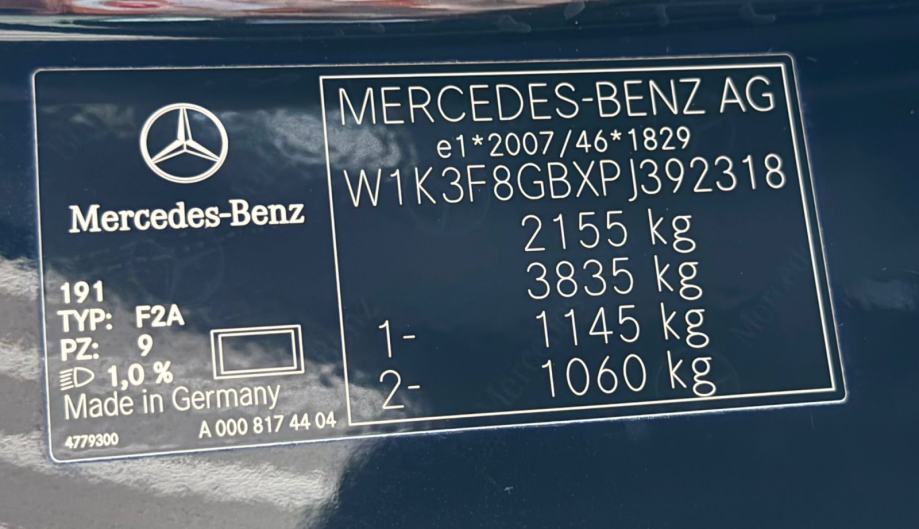 Mercedes-Benz
191
TYP: F2A
PZ: 9
1,0 %
Made in Germany
4779300
A 000 817 44 04
MERCEDES-BENZ AG
e1*2007/46*1829
W1K3F8GBXPJ392318
2155 kg
3835 kg
1- 1145 kg
2- 1060 kg